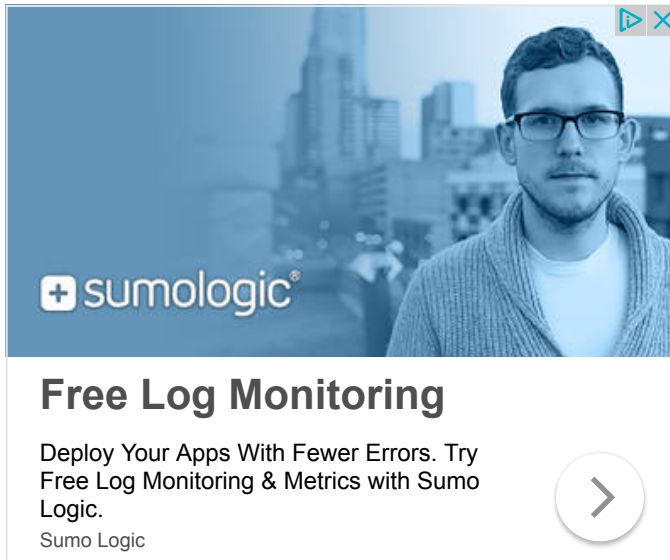 sumologic®
Free Log Monitoring
Deploy Your Apps With Fewer Errors. Try
Free Log Monitoring & Metrics with Sumo
Logic.
Sumo Logic